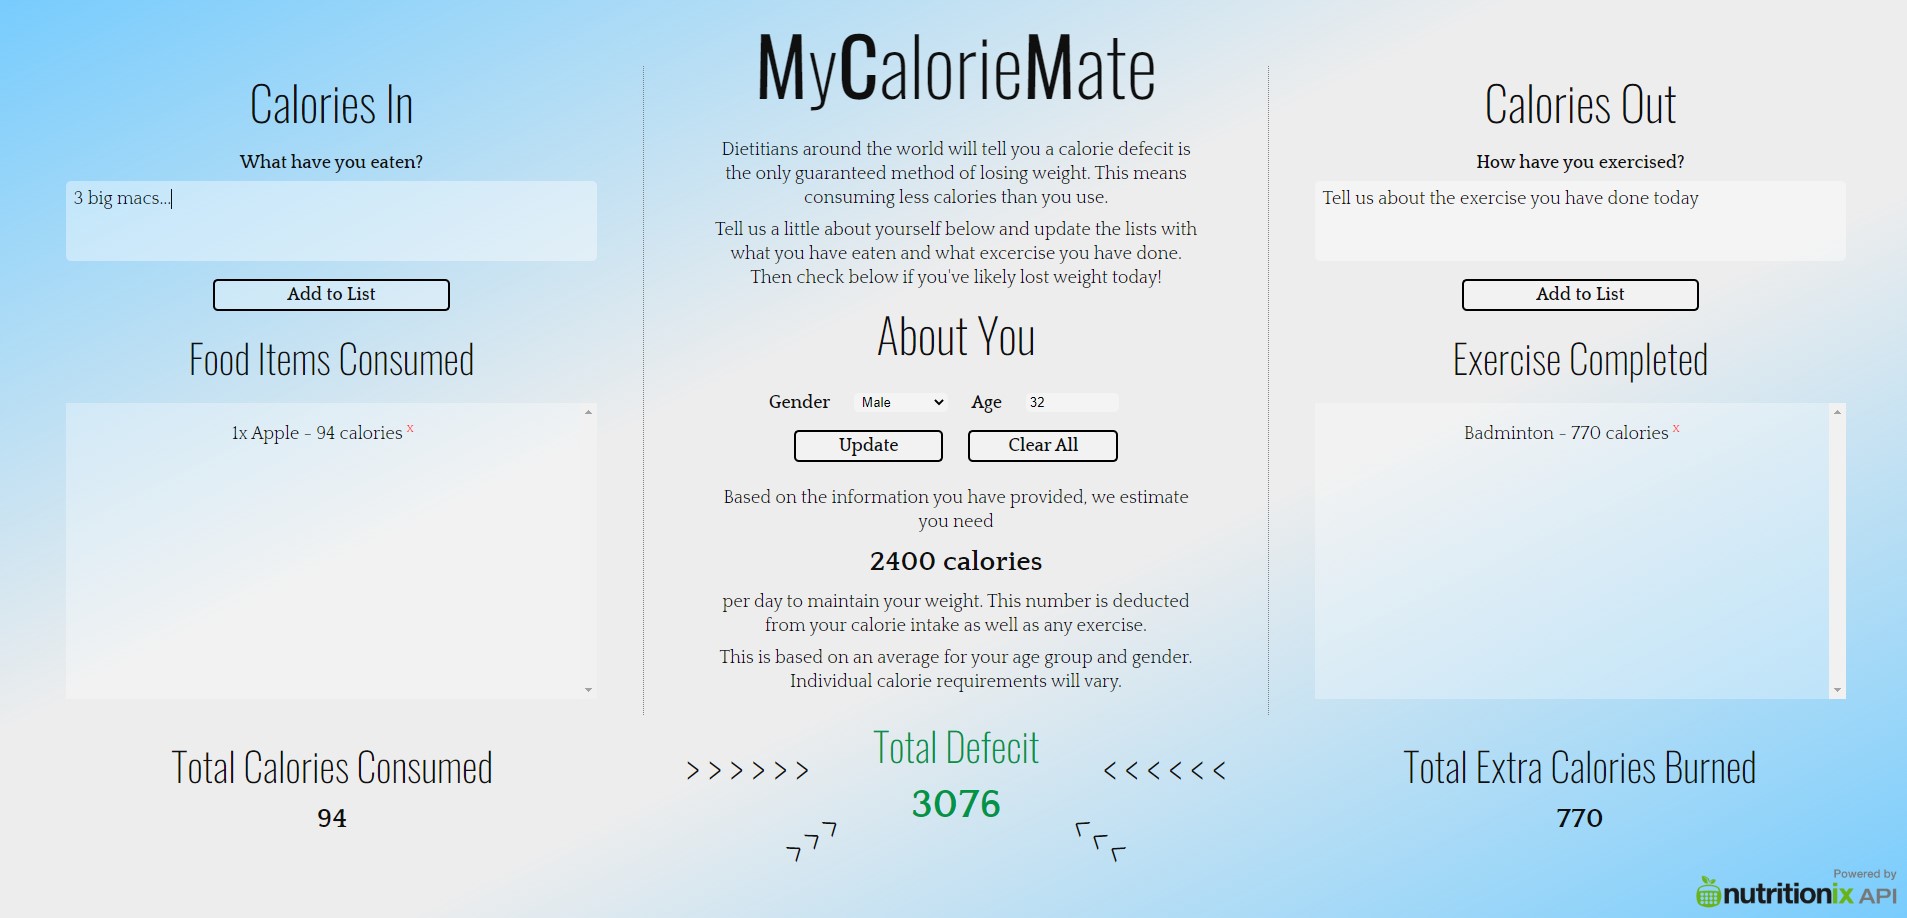 MyCalorieMate
Calories In
What have you eaten?
3 big macs...
Add to List
Food Items Consumed
1x Apple - 94 calories x
Total Calories Consumed
94
Dietitians around the world will tell you a calorie defecit is
the only guaranteed method of losing weight. This means
consuming less calories than you use.
Tell us a little about yourself below and update the lists with
what you have eaten and what excercise you have done.
Then check below if you've likely lost weight today!
About You
Gender Male Age 32
Update Clear All
Based on the information you have provided, we estimate
you need
2400 calories
per day to maintain your weight. This number is deducted
from your calorie intake as well as any exercise.
This is based on an average for your age group and gender.
Individual calorie requirements will vary.
> > > > > > Total Defecit < < < < < <
3076
Calories Out
How have you exercised?
Tell us about the exercise you have done today
Add to List
Exercise Completed
Badminton - 770 calories x
Total Extra Calories Burned
770
Powered by
nutritionix API